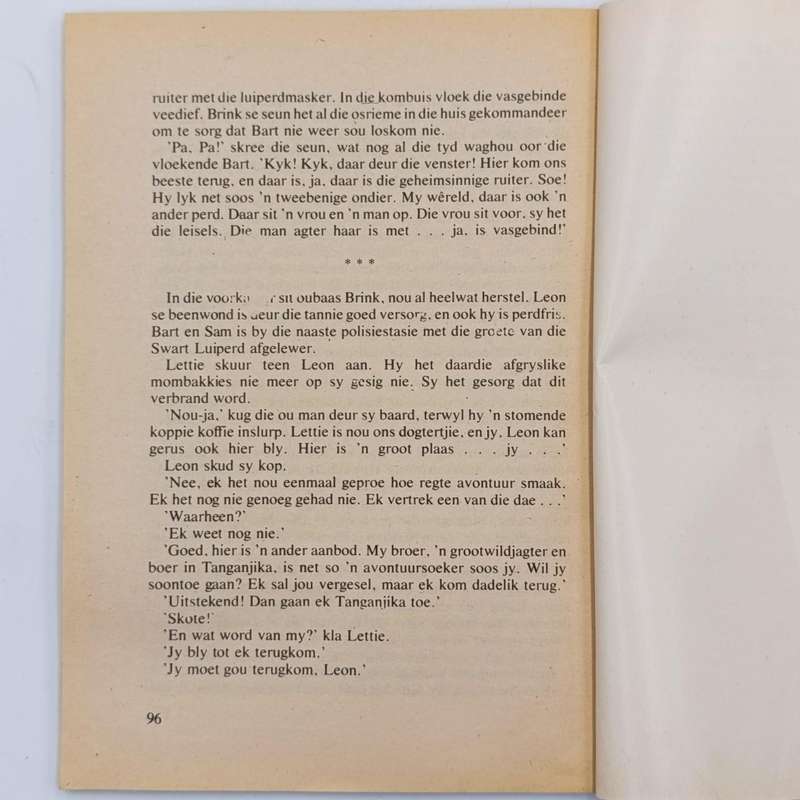 ruiter met die luiperdmasker. In die kombuis vloek die vasgebinde
veedief. Brink se seun het al die osrieme in die huis gekommandeer
om te sorg dat Bart nie weer sou loskom nie.
'Pa, Pa!' skree die seun, wat nog al die tyd waghou oor die
vloekende Bart. 'Kyk! Kyk, daar deur die venster! Hier kom ons
beeste terug, en daar is, ja, daar is die geheimsinnige ruiter. Soe!
Hy lyk net soos 'n tweebenige ondier. My wêreld, daar is ook 'n
ander perd. Daar sit 'n vrou en 'n man op. Die vrou sit voor, sy het
die leisels. Die man agter haar is met . . . ja, is vasgebind!'
* * *
In die sit oubaas Brink, nou al heelwat herstel. Leon
se beenwond is deur die tannie goed versorg, en ook hy is perdfris.
Bart en Sam is by die naaste polisiestasie met die groete van die
Swart Luiperd afgelewer.
Lettie skuur teen Leon aan. Hy het daardie afgryslike
mombakkies nie meer op sy gesig nie. Sy het gesorg dat dit
verbrand word.
'Nou-ja,' kug die ou man deur sy baard, terwyl hy 'n stomende
koppie koffie inslurp. Lettie is nou ons dogtertjie, en jy, Leon kan
gerus ook hier bly. Hier is 'n groot plaas . . . jy . . .'
Leon skud sy kop.
'Nee, ek het nou eenmaal geproe hoe regte avontuur smaak.
Ek het nog nie genoeg gehad nie. Ek vertrek een van die dae . . .'
'Waarheen?'
'Ek weet nog nie.'
'Goed, hier is 'n ander aanbod. My broer, 'n grootwildjagter en
boer in Tanganjika, is net so 'n avontuursoeker soos jy. Wil jy
soontoe gaan? Ek sal jou vergesel, maar ek kom dadelik terug.'
'Uitstekend! Dan gaan ek Tanganjika toe.'
'Skote!'
'En wat word van my?' kla Lettie.
'Jy bly tot ek terugkom.'
'Jy moet gou terugkom, Leon.'
96